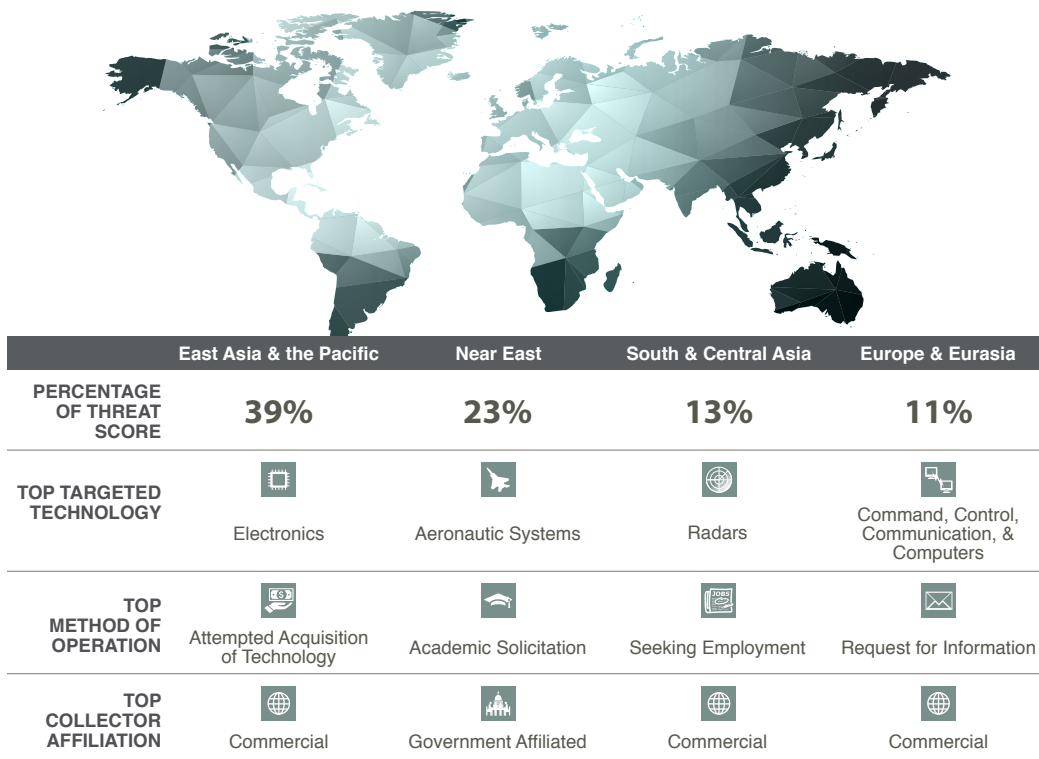 East Asia & the Pacific
Near East
South & Central Asia
Europe & Eurasia
PERCENTAGE
OF THREAT
SCORE
39%
23%
13%
11%
TOP TARGETED
TECHNOLOGY
Electronics
Aeronautic Systems
Radars
Command, Control,
Communication, &
Computers
TOP
METHOD OF
OPERATION
$
Attempted Acquisition
of Technology
Academic Solicitation
JOBS
Seeking Employment
Request for Information
TOP
COLLECTOR
AFFILIATION
Commercial
Government Affiliated
Commercial
Commercial